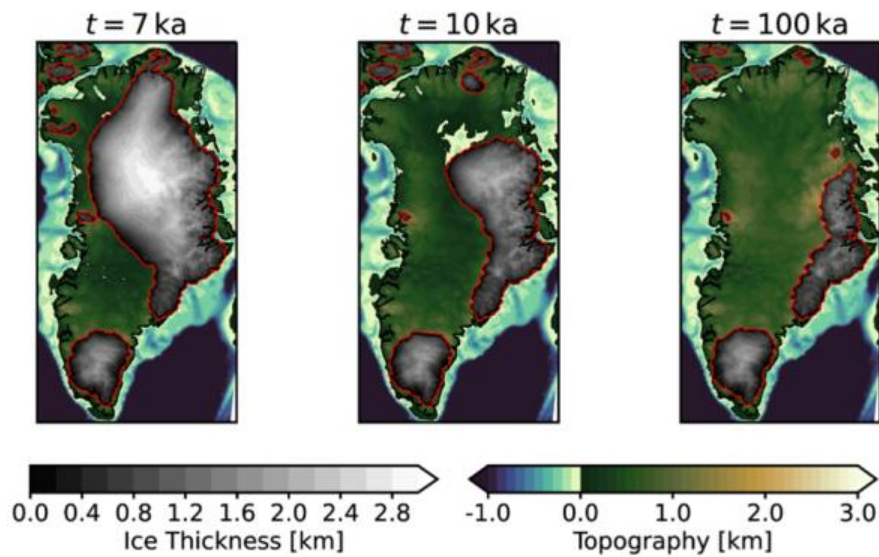 t = 7 ka
t = 10 ka
t = 100 ka
0.0 0.4 0.8 1.2 1.6 2.0 2.4 2.8
Ice Thickness [km]
-1.0 0.0 1.0 2.0 3.0
Topography [km]